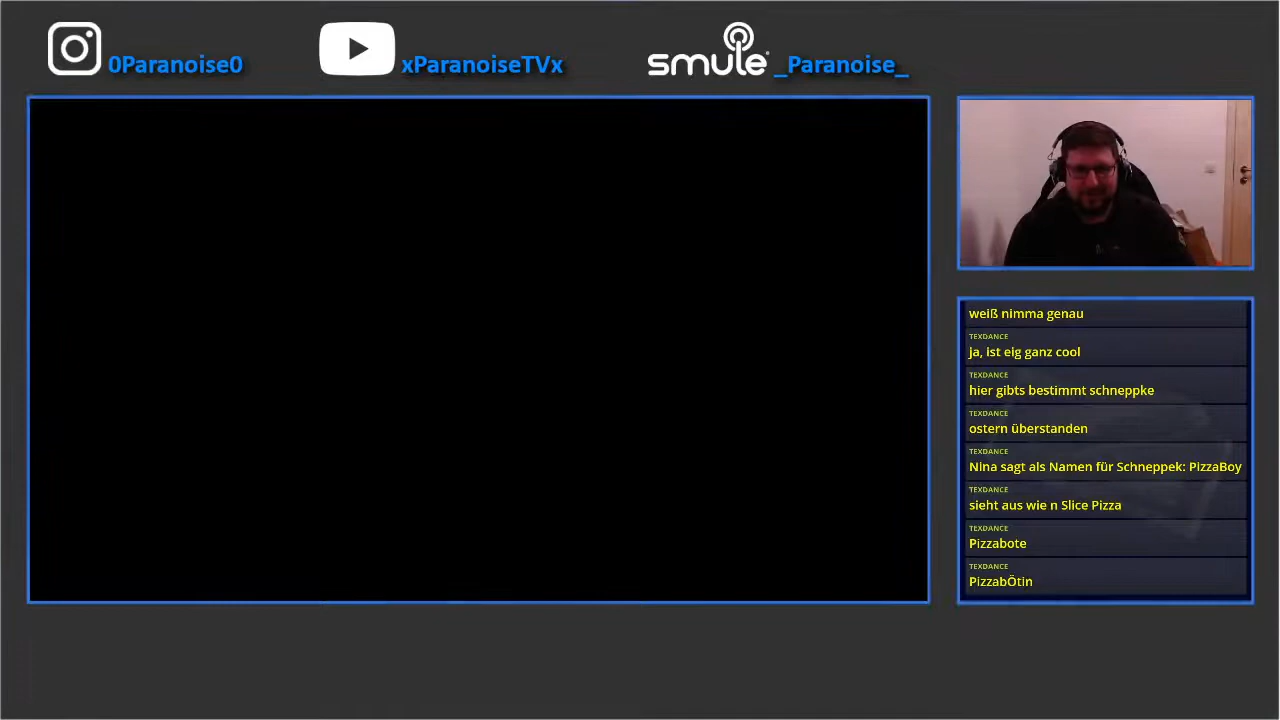 0Paranoise0
xParanoiseTVx
smule
_Paranoise_
weiß nimma genau
TEXDANCE
ja, ist eig ganz cool
TEXDANCE
hier gibts bestimmt schneppke
TEXDANCE
ostern überstanden
TEXDANCE
Nina sagt als Namen für Schneppek: PizzaBoy
TEXDANCE
sieht aus wie n Slice Pizza
TEXDANCE
Pizzabote
TEXDANCE
PizzabÖtin